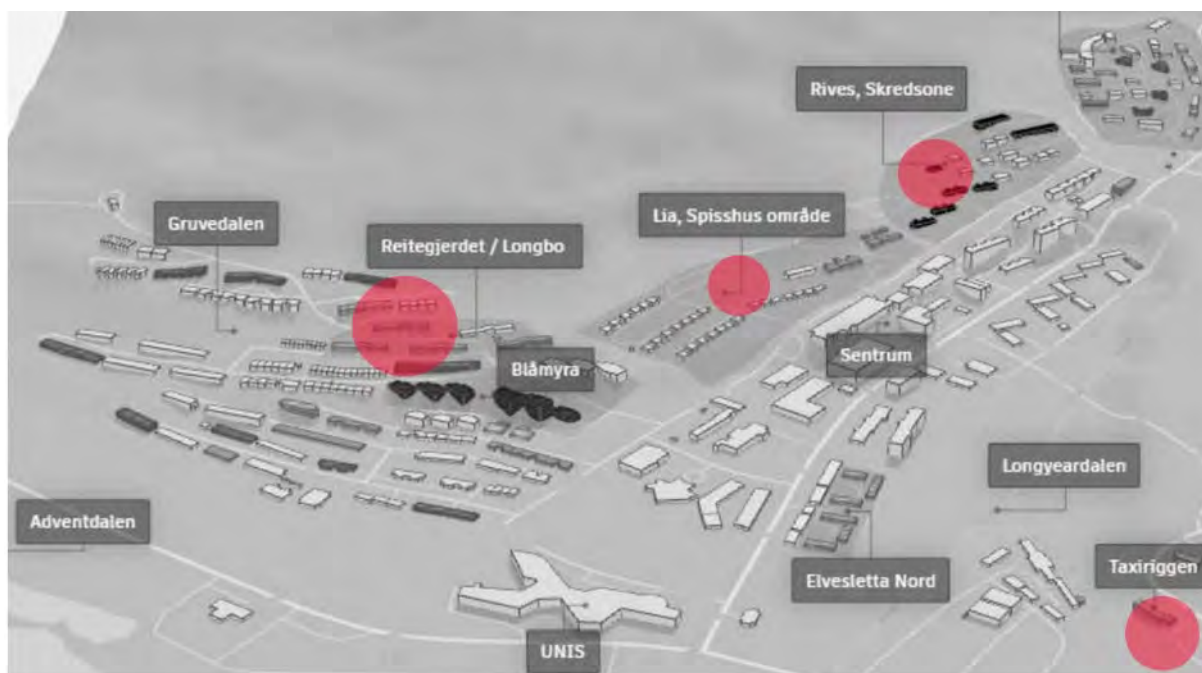 Rives, Skredsone
Gruvedalen
Lia, Spisshus område
Reitegjerdet / Longbo
Sentrum
Blåmyra
Longyeardalen
Adventdalen
Taxiriggen
Elvesletta Nord
UNIS